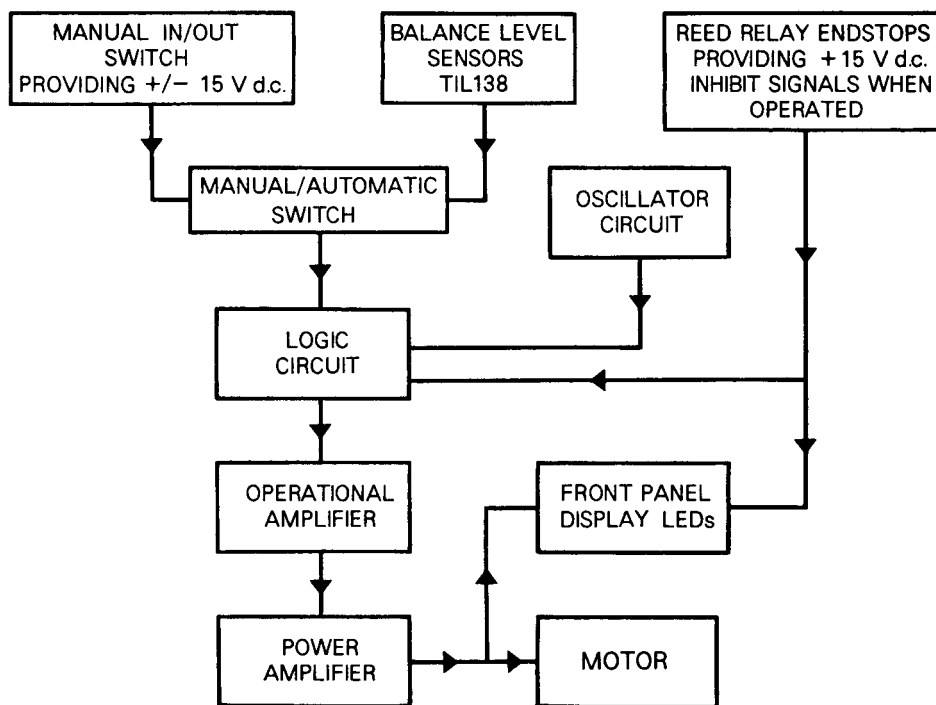 MANUAL IN/OUT
SWITCH
PROVIDING +/− 15 V d.c.
BALANCE LEVEL
SENSORS
TIL138
REED RELAY ENDSTOPS
PROVIDING +15 V d.c.
INHIBIT SIGNALS WHEN
OPERATED
MANUAL/AUTOMATIC
SWITCH
OSCILLATOR
CIRCUIT
LOGIC
CIRCUIT
OPERATIONAL
AMPLIFIER
FRONT PANEL
DISPLAY LEDs
POWER
AMPLIFIER
MOTOR